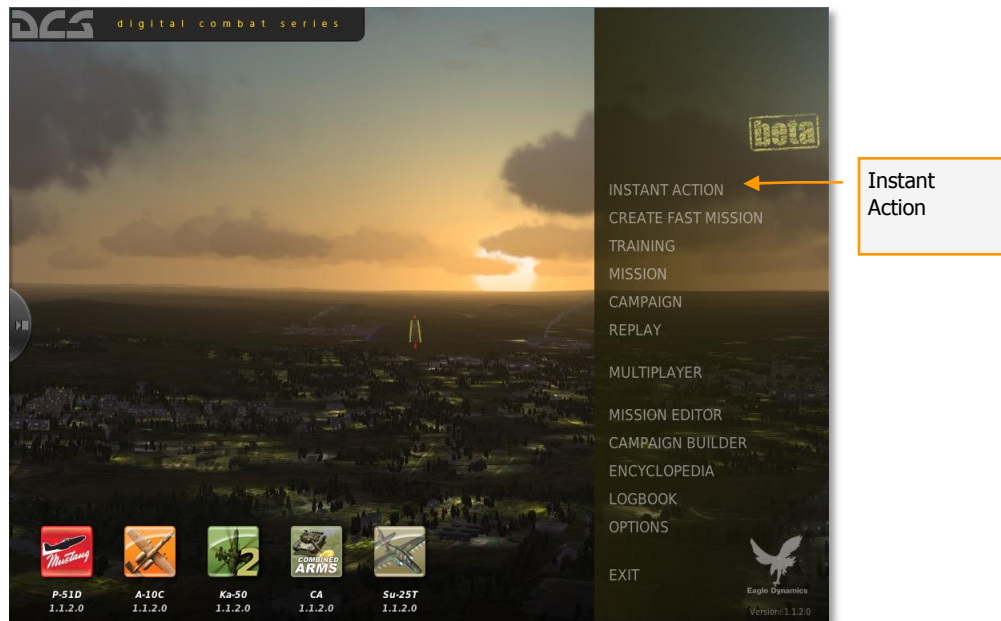 DCS digital combat series
beta
INSTANT ACTION
CREATE FAST MISSION
TRAINING
MISSION
CAMPAIGN
REPLAY
MULTIPLAYER
MISSION EDITOR
CAMPAIGN BUILDER
ENCYCLOPEDIA
LOGBOOK
OPTIONS
EXIT
Instant
Action
Mustang
2
COMBINED
ARMS
P-51D A-10C Ka-50 CA Su-25T
1.1.2.0 1.1.2.0 1.1.2.0 1.1.2.0 1.1.2.0
Eagle Dynamics
Version: 1.1.2.0